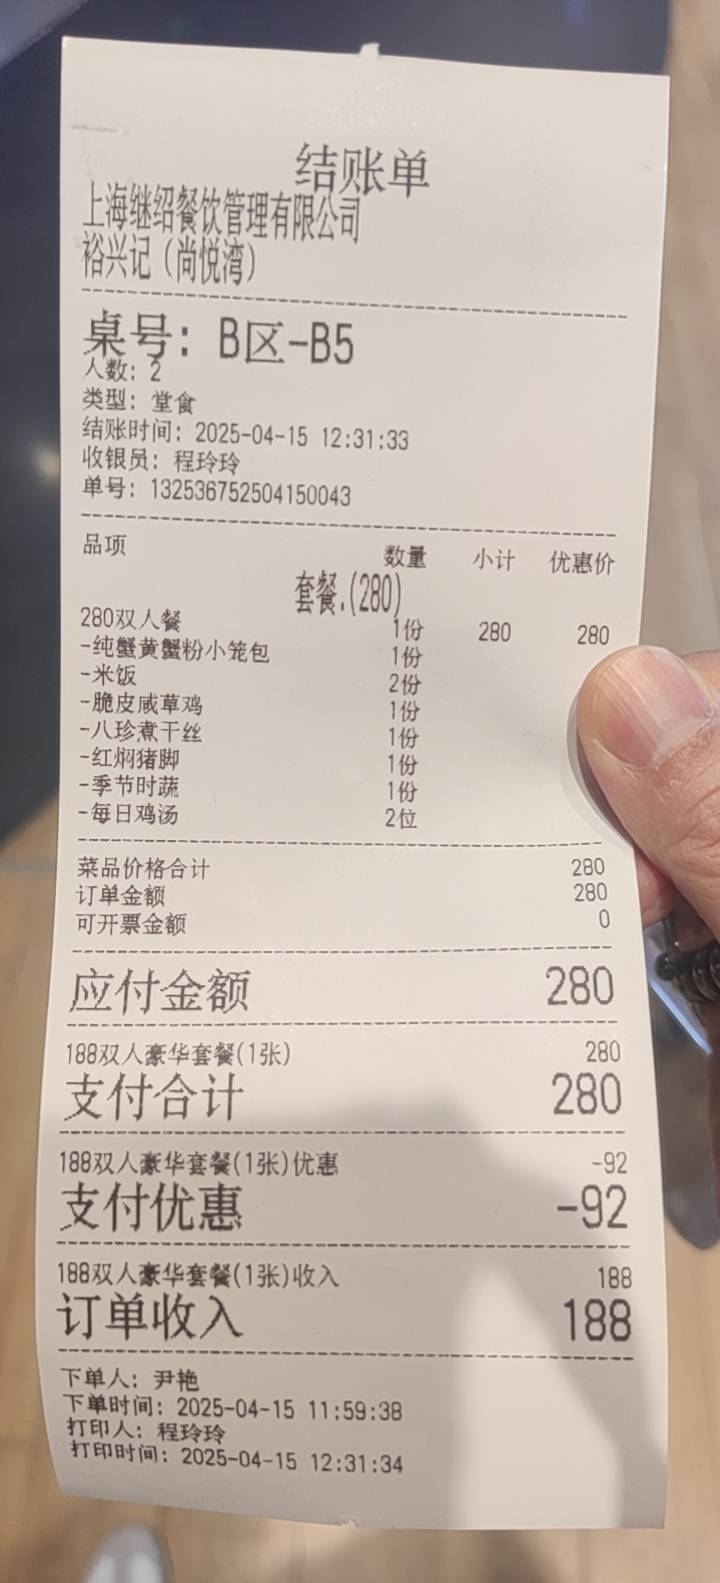 结账单
上海继绍餐饮管理有限公司
裕兴记（尚悦湾）
桌号：B区-B5
人数：2
类型：堂食
结账时间：2025-04-15 12:31:33
收银员：程玲玲
单号：132536752504150043
品项 数量 小计 优惠价
套餐.(280)
280双人餐 1份 280 280
-纯蟹黄蟹粉小笼包 1份
-米饭 2份
-脆皮咸草鸡 1份
-八珍煮干丝 1份
-红焖猪脚 1份
-季节时蔬 1份
-每日鸡汤 2位
菜品价格合计 280
订单金额 280
可开票金额 0
应付金额 280
188双人豪华套餐(1张) 280
支付合计 280
188双人豪华套餐(1张)优惠 -92
支付优惠 -92
188双人豪华套餐(1张)收入 188
订单收入 188
下单人：尹艳
下单时间：2025-04-15 11:59:38
打印人：程玲玲
打印时间：2025-04-15 12:31:34